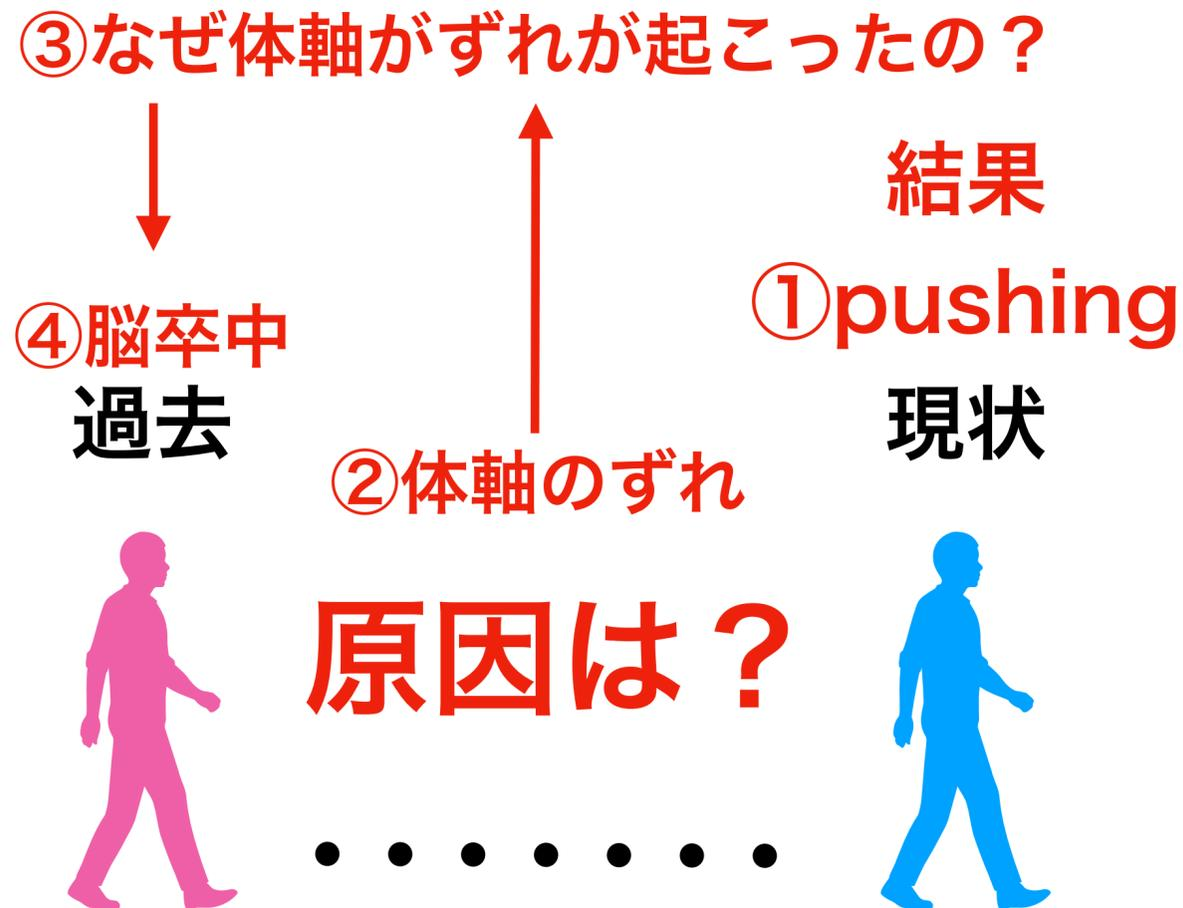 ③なぜ体軸がずれが起こったの？
結果
①pushing
④脳卒中
過去
現状
②体軸のずれ
原因は？